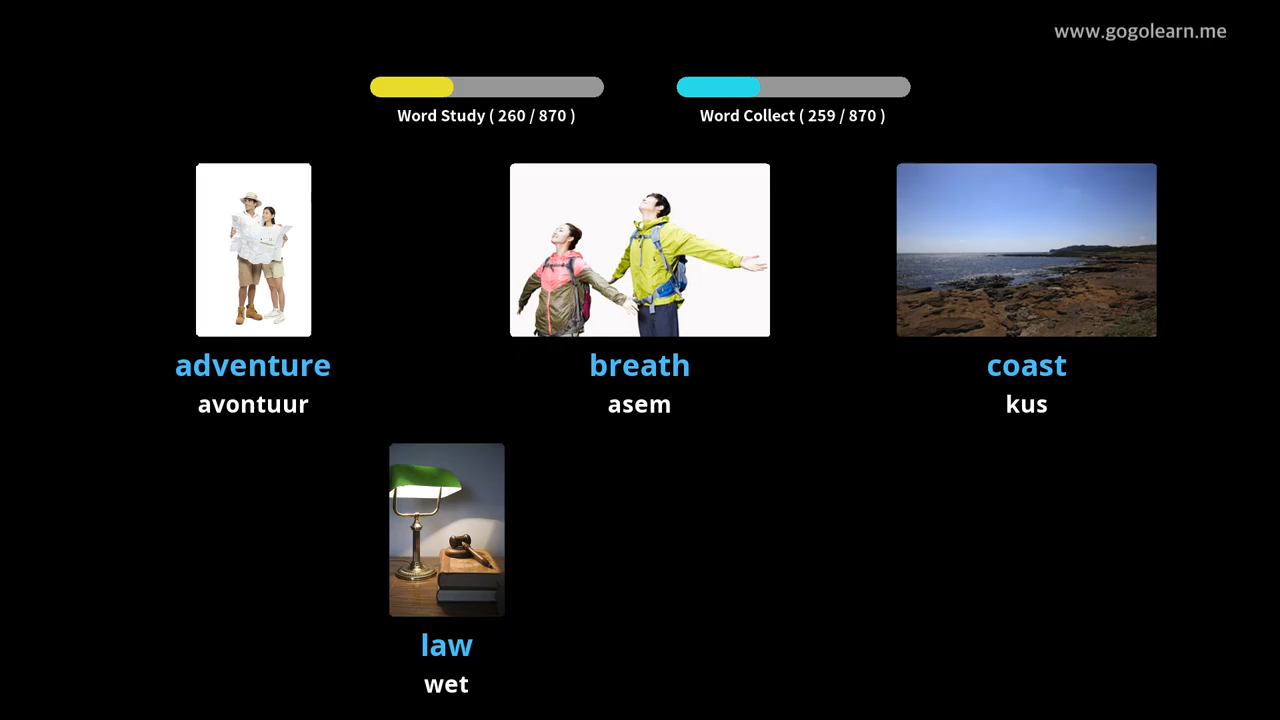 www.gogolearn.me
Word Study ( 260 / 870 )
Word Collect ( 259 / 870 )
adventure
avontuur
breath
asem
coast
kus
law
wet